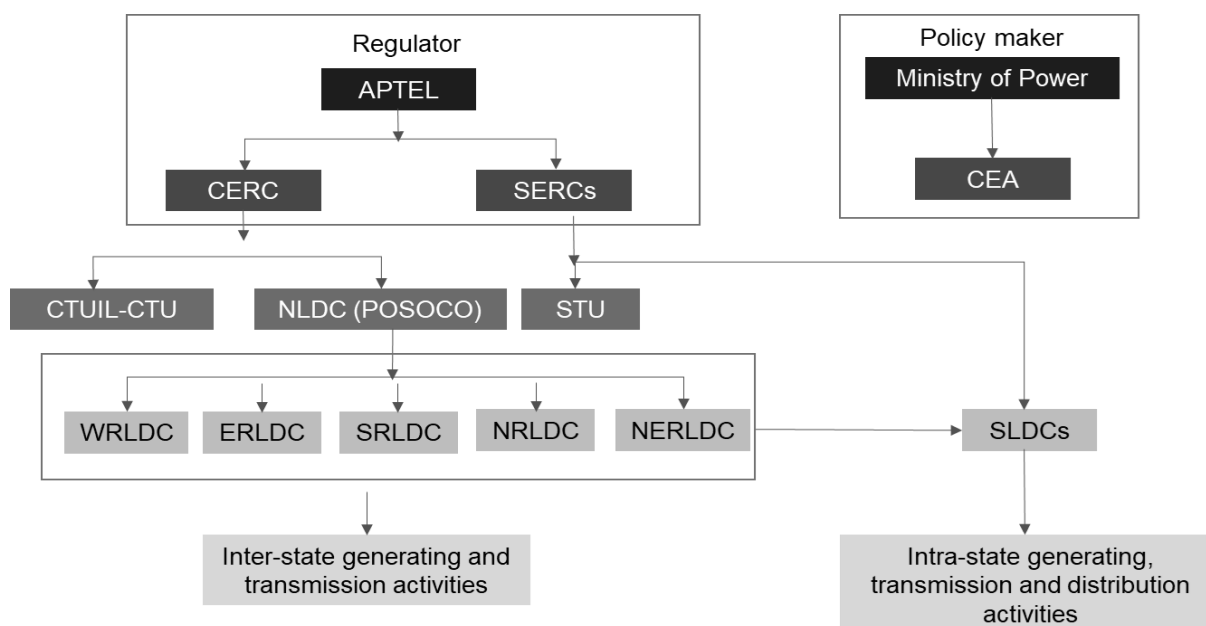 Regulator
APTEL
CERC
SERCs
Policy maker
Ministry of Power
CEA
CTUIL-CTU
NLDC (POSOCO)
STU
WRLDC
ERLDC
SRLDC
NRLDC
NERLDC
SLDCs
Inter-state generating and
transmission activities
Intra-state generating,
transmission and distribution
activities